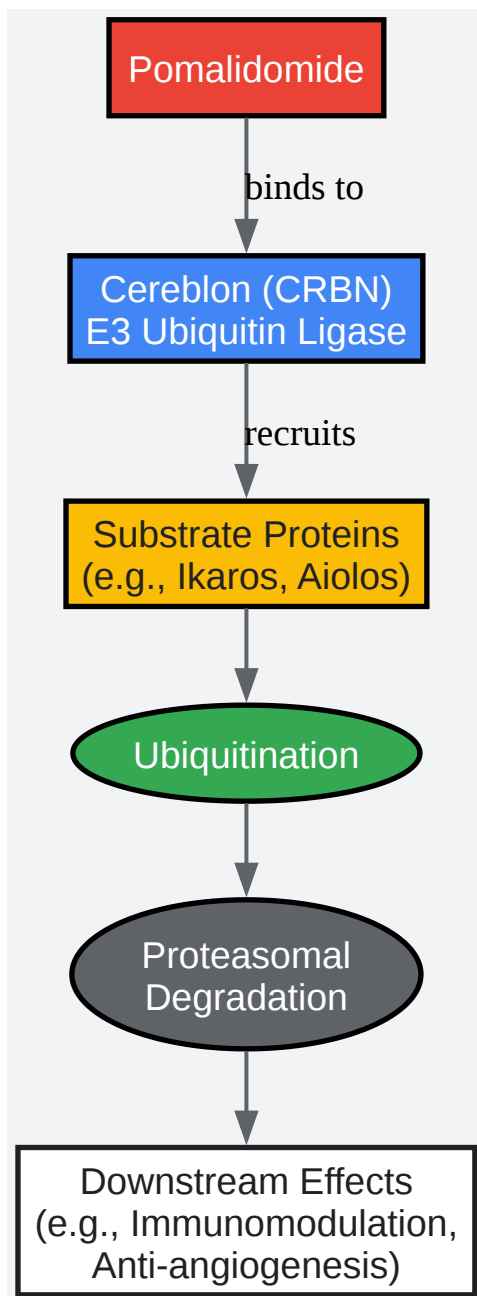 Pomalidomide
binds to
Cereblon (CRBN)
E3 Ubiquitin Ligase
recruits
Substrate Proteins
(e.g., Ikaros, Aiolos)
Ubiquitination
Proteasomal
Degradation
Downstream Effects
(e.g., Immunomodulation,
Anti-angiogenesis)